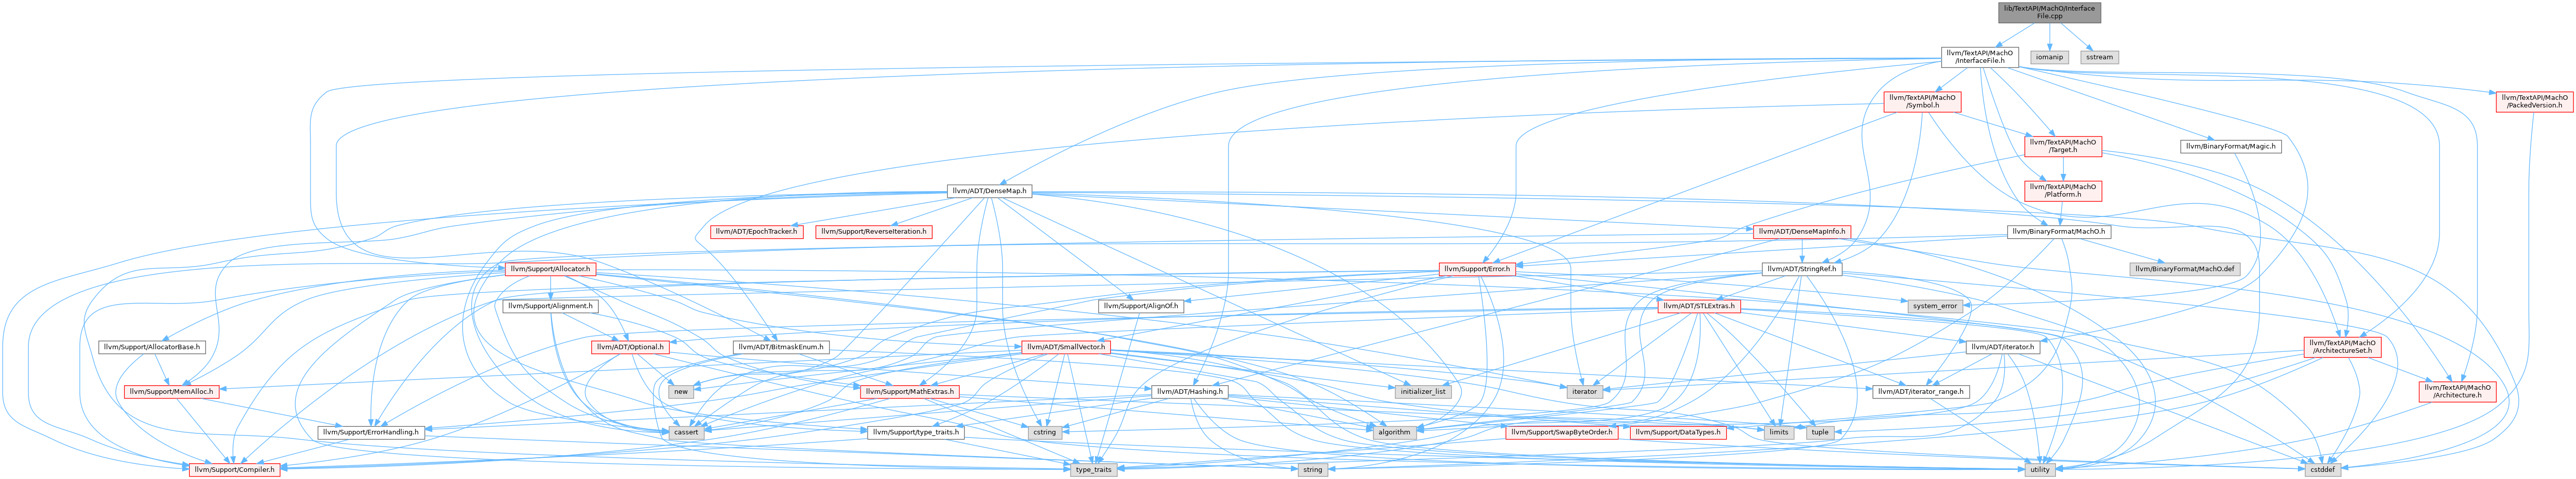 lib/TextAPI/MachO/Interface
File.cpp
llvm/TextAPI/MachO
/InterfaceFile.h
iomanip
sstream
llvm/TextAPI/MachO
/Symbol.h
llvm/TextAPI/MachO
/PackedVersion.h
llvm/TextAPI/MachO
/Target.h
llvm/BinaryFormat/Magic.h
llvm/ADT/DenseMap.h
llvm/TextAPI/MachO
/Platform.h
llvm/ADT/EpochTracker.h
llvm/Support/ReverseIteration.h
llvm/ADT/DenseMapInfo.h
llvm/BinaryFormat/MachO.h
llvm/Support/Allocator.h
llvm/Support/Error.h
llvm/ADT/StringRef.h
llvm/BinaryFormat/MachO.def
llvm/Support/Alignment.h
llvm/Support/AlignOf.h
llvm/ADT/STLExtras.h
system_error
llvm/Support/AllocatorBase.h
llvm/ADT/Optional.h
llvm/ADT/BitmaskEnum.h
llvm/ADT/SmallVector.h
llvm/ADT/iterator.h
llvm/TextAPI/MachO
/ArchitectureSet.h
llvm/Support/MemAlloc.h
new
llvm/Support/MathExtras.h
llvm/ADT/Hashing.h
initializer_list
iterator
llvm/ADT/iterator_range.h
llvm/TextAPI/MachO
/Architecture.h
llvm/Support/ErrorHandling.h
cassert
llvm/Support/type_traits.h
cstring
algorithm
llvm/Support/SwapByteOrder.h
llvm/Support/DataTypes.h
limits
tuple
llvm/Support/Compiler.h
type_traits
string
utility
cstddef